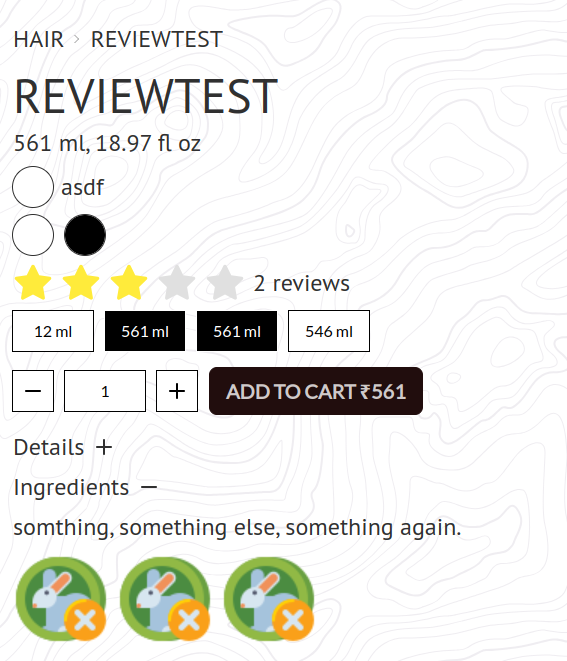 HAIR > REVIEWTEST
REVIEWTEST
561 ml, 18.97 fl oz
asdf
2 reviews
12 ml 561 ml 561 ml 546 ml
− 1 + ADD TO CART ₹561
Details +
Ingredients −
somthing, something else, something again.